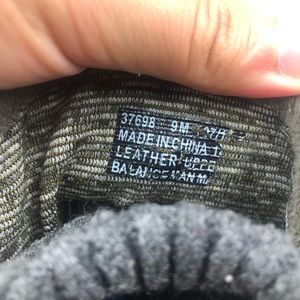 37698 9M
MADE IN CHINA
LEATHER
BALANCE MAN M